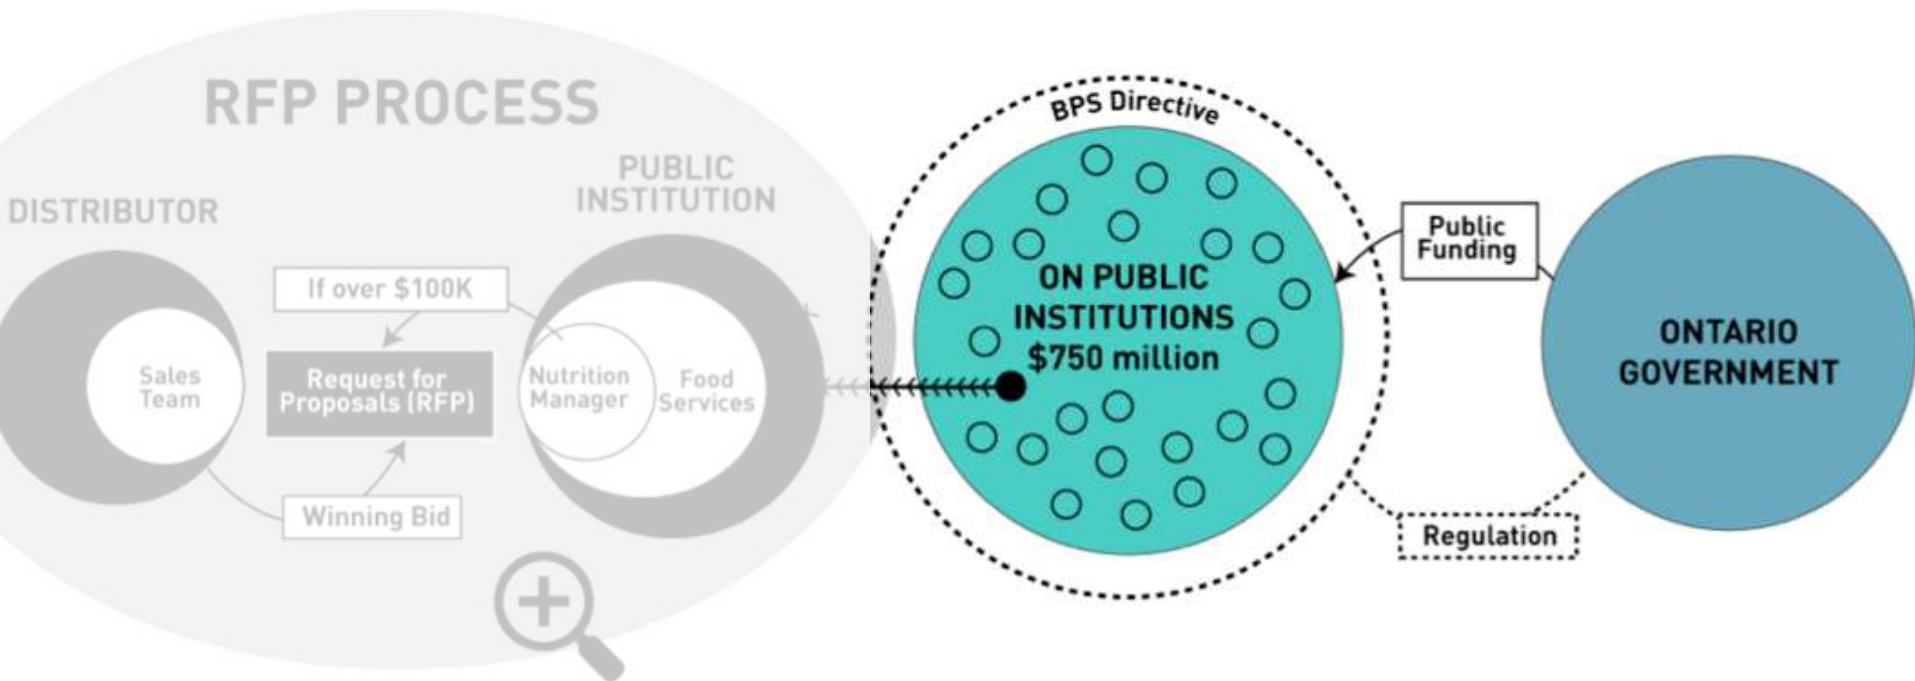 RFP PROCESS
DISTRIBUTOR
PUBLIC
INSTITUTION
If over $100K
Sales
Team
Request for
Proposals (RFP)
Nutrition
Manager
Food
Services
Winning Bid
BPS Directive
ON PUBLIC
INSTITUTIONS
$750 million
Public
Funding
Regulation
ONTARIO
GOVERNMENT